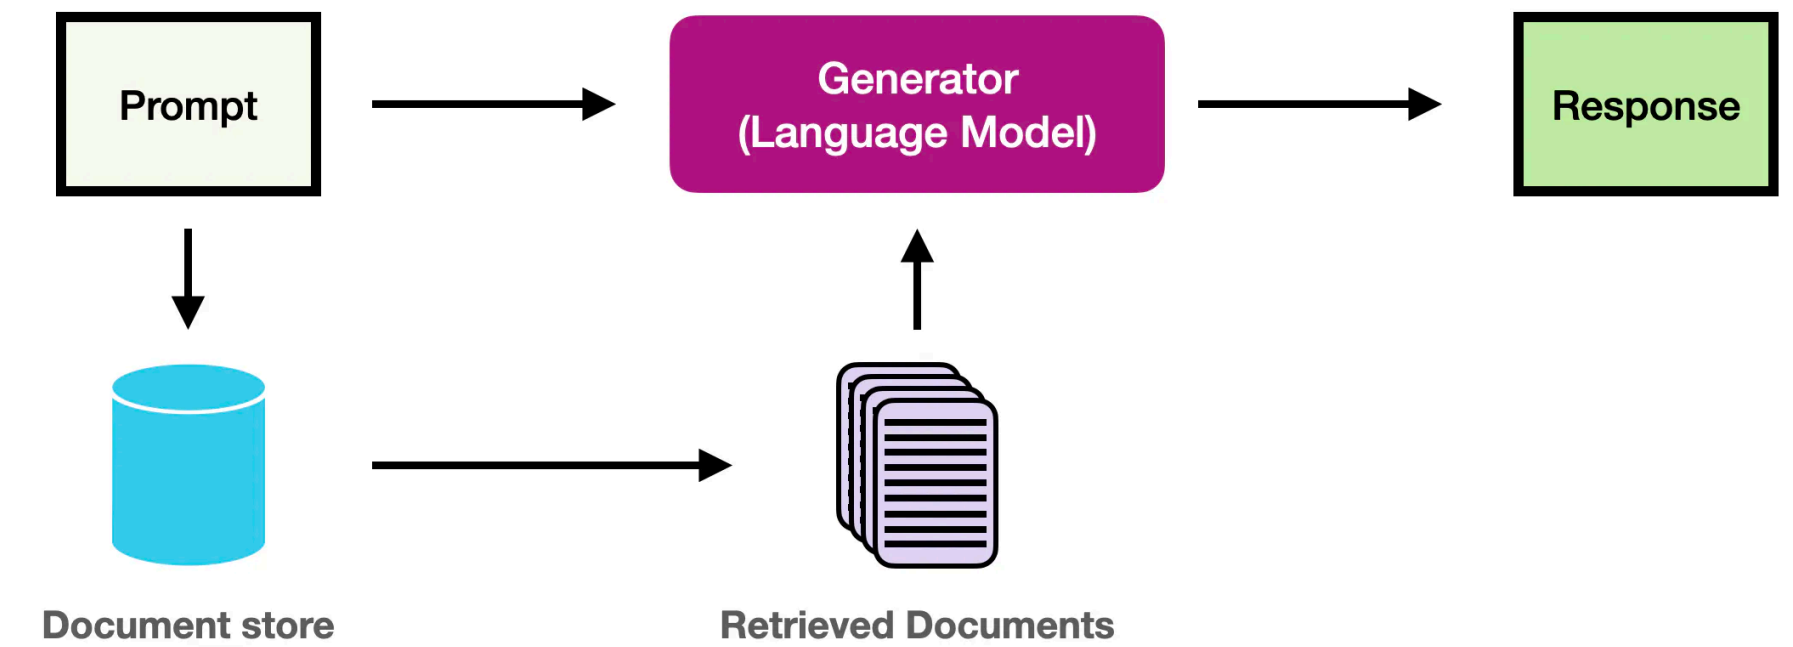 Prompt
Generator
(Language Model)
Response
Document store
Retrieved Documents